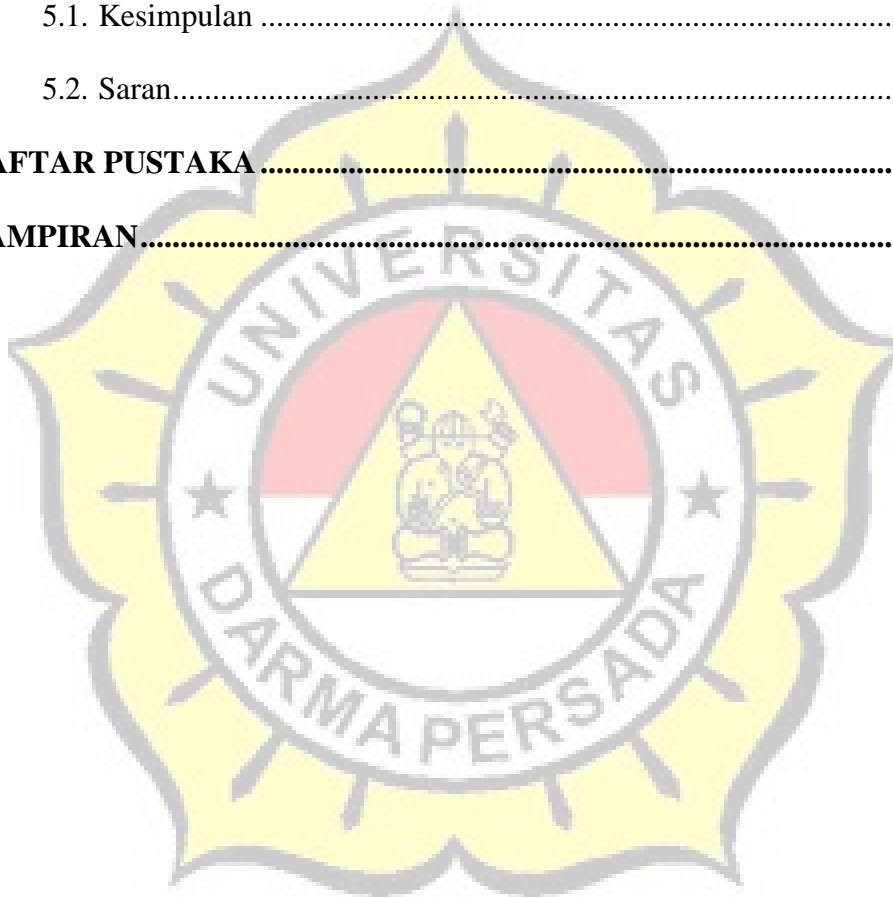 5.1. Kesimpulan ........................................................................................
5.2. Saran...................................................................................................
AFTAR PUSTAKA ................................................................................
AMPIRAN...............................................................................................
UNIVERSITAS
DARMA PERSADA